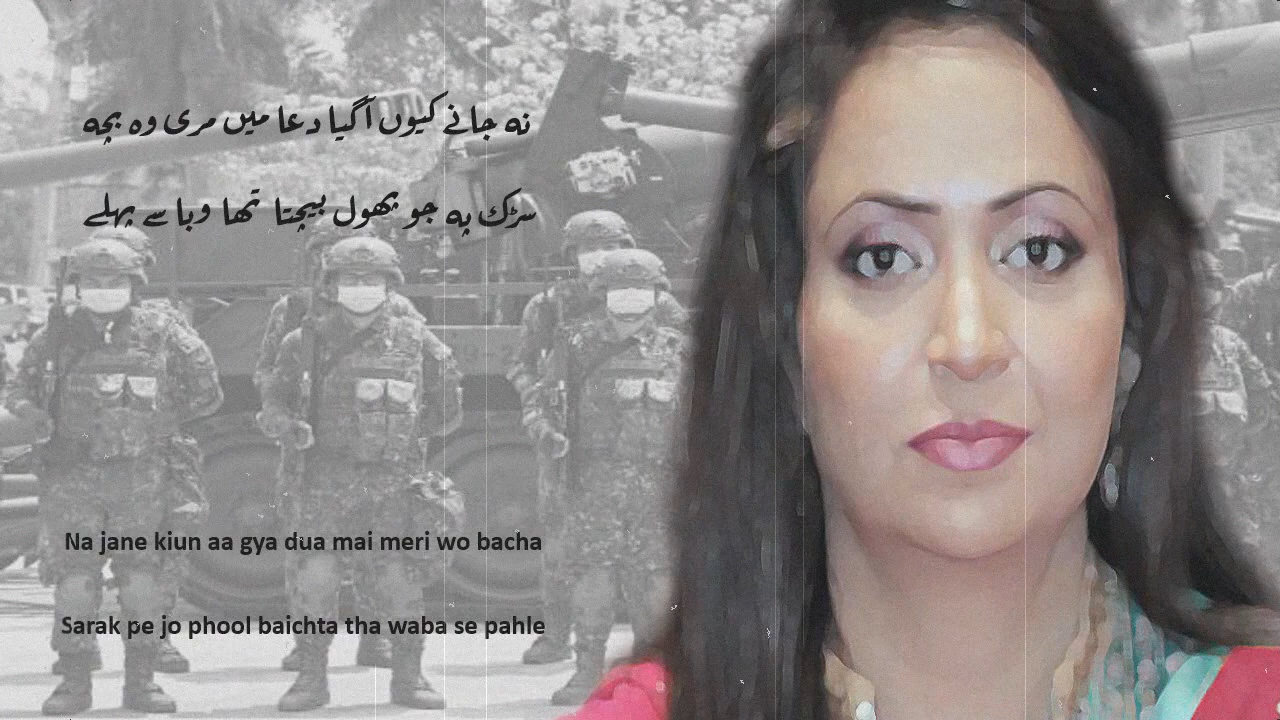 نہ جانے کیوں آ گیا دعا میں مری وہ بچہ
سڑک پہ جو پھول بیچتا تھا وبا سے پہلے
Na jane kiun aa gya dua mai meri wo bacha
Sarak pe jo phool baichta tha waba se pahle